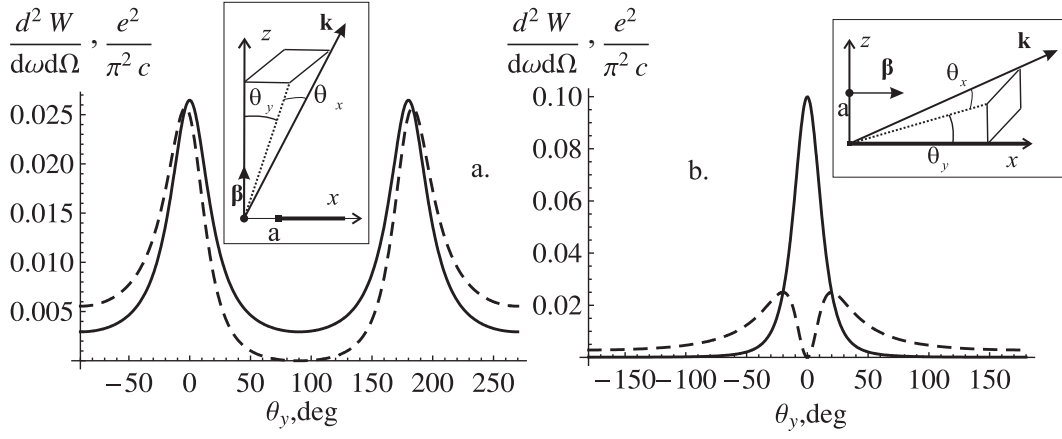 d² W / dωdΩ , e² / π² c
0.025
0.020
0.015
0.010
0.005
−50 0 50 100 150 200 250
θy,deg
a.
z
k
θy
θx
β
a
x
d² W / dωdΩ , e² / π² c
0.10
0.08
0.06
0.04
0.02
−150 −100 −50 0 50 100 150
θy,deg
b.
z
k
β
θx
a
θy
x